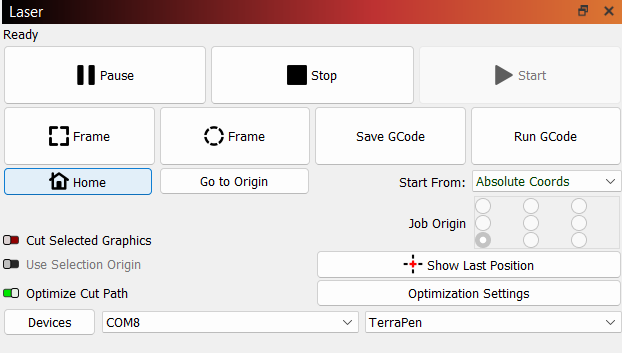 Laser
Ready
Pause
Stop
Start
Frame
Frame
Save GCode
Run GCode
Home
Go to Origin
Start From: Absolute Coords
Job Origin
Cut Selected Graphics
Use Selection Origin
Show Last Position
Optimize Cut Path
Optimization Settings
Devices
COM8
TerraPen